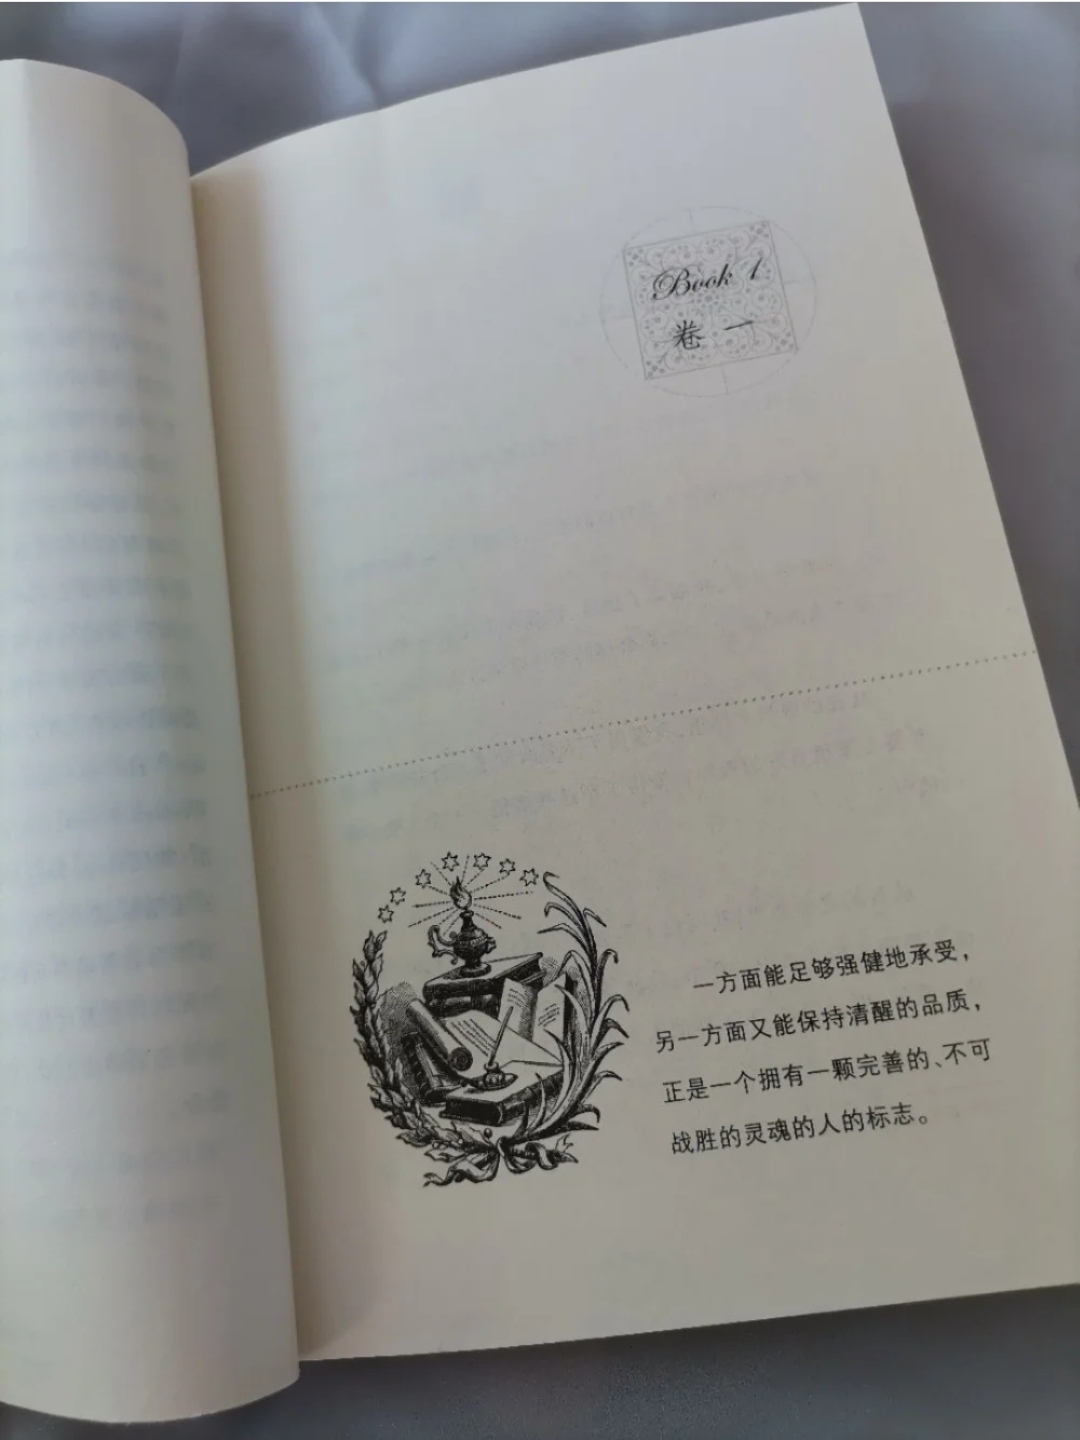 Book 1
卷 一
一方面能足够强健地承受，
另一方面又能保持清醒的品质，
正是一个拥有一颗完善的、不可
战胜的灵魂的人的标志。